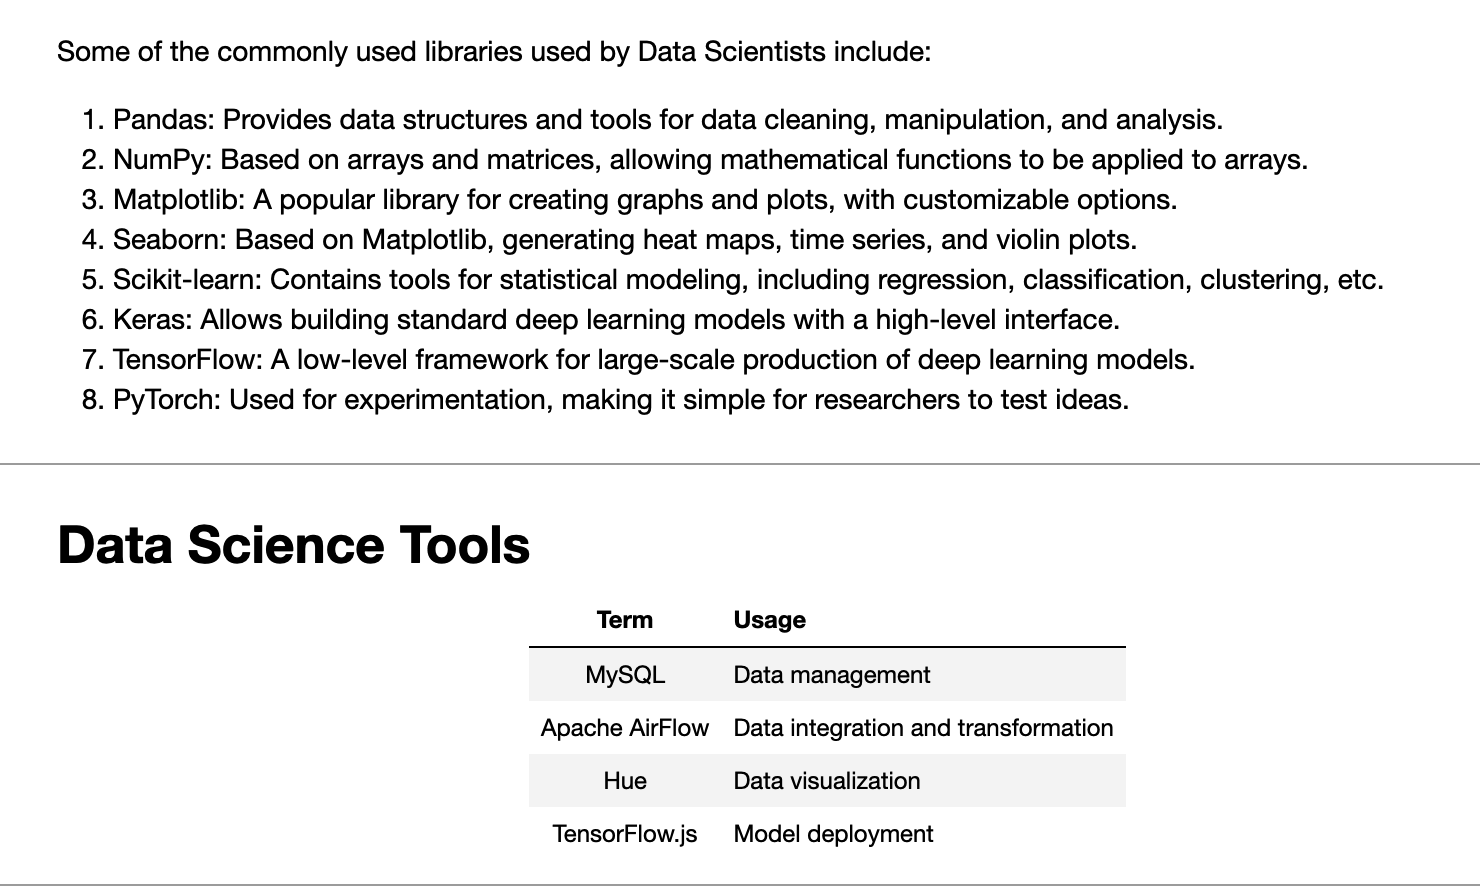 Some of the commonly used libraries used by Data Scientists include:
1. Pandas: Provides data structures and tools for data cleaning, manipulation, and analysis.
2. NumPy: Based on arrays and matrices, allowing mathematical functions to be applied to arrays.
3. Matplotlib: A popular library for creating graphs and plots, with customizable options.
4. Seaborn: Based on Matplotlib, generating heat maps, time series, and violin plots.
5. Scikit-learn: Contains tools for statistical modeling, including regression, classification, clustering, etc.
6. Keras: Allows building standard deep learning models with a high-level interface.
7. TensorFlow: A low-level framework for large-scale production of deep learning models.
8. PyTorch: Used for experimentation, making it simple for researchers to test ideas.
Data Science Tools
Term Usage
MySQL Data management
Apache AirFlow Data integration and transformation
Hue Data visualization
TensorFlow.js Model deployment